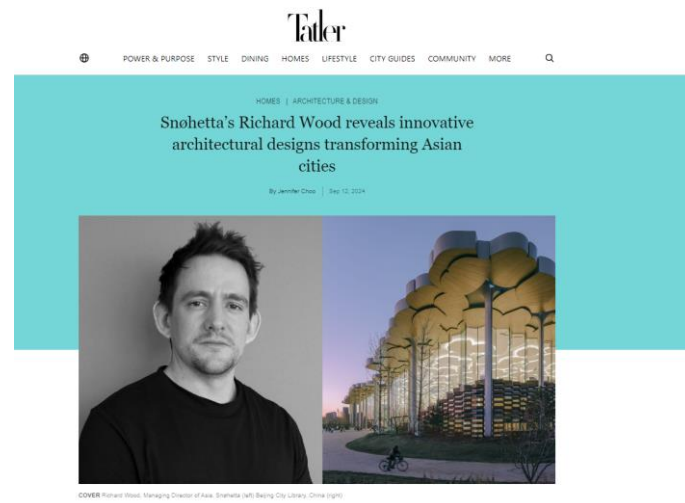 Tatler
POWER & PURPOSE STYLE DINING HOMES LIFESTYLE CITY GUIDES COMMUNITY MORE
HOMES | ARCHITECTURE & DESIGN
Snøhetta’s Richard Wood reveals innovative
architectural designs transforming Asian
cities
By Jennifer Choo | Sep 12, 2024
COVER Richard Wood, Managing Director of Asia, Snøhetta (left) Beijing City Library, China (right)